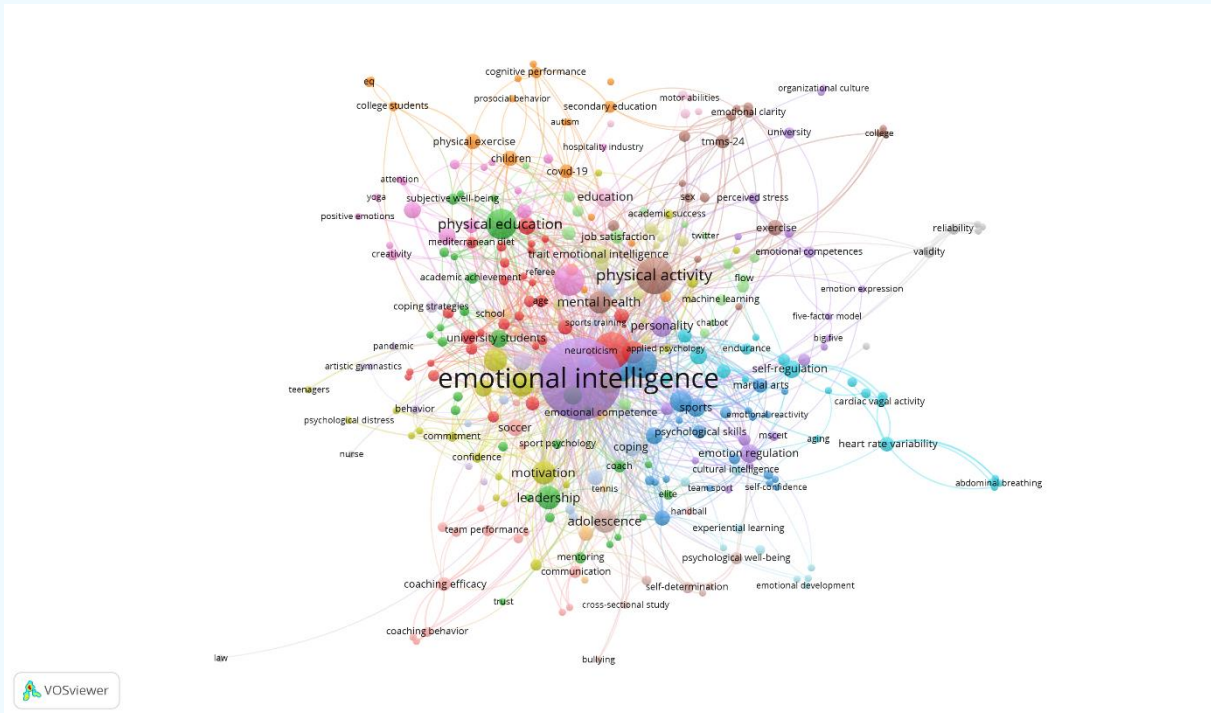 cognitive performance
eq
organizational culture
prosocial behavior
motor abilities
college students
secondary education
emotional clarity
autism
university
college
physical exercise
tmms-24
hospitality industry
children
covid-19
attention
yoga
subjective well-being
education
sex
perceived stress
positive emotions
academic success
physical education
exercise
reliability
twitter
job satisfaction
mediterranean diet
creativity
trait emotional intelligence
emotional competences
validity
academic achievement
referee
physical activity
flow
emotion expression
coping strategies
age
mental health
machine learning
school
sports training
personality
chatbot
five-factor model
university students
big five
pandemic
neuroticism
applied psychology
endurance
artistic gymnastics
self-regulation
emotional intelligence
teenagers
martial arts
cardiac vagal activity
behavior
emotional competence
sports
emotional reactivity
psychological distress
soccer
psychological skills
commitment
sport psychology
coping
msceit
aging
heart rate variability
nurse
confidence
emotion regulation
coach
cultural intelligence
motivation
abdominal breathing
tennis
team sport
self-confidence
leadership
elite
handball
adolescence
team performance
experiential learning
mentoring
psychological well-being
communication
coaching efficacy
self-determination
emotional development
trust
cross-sectional study
coaching behavior
law
bullying
VOSviewer